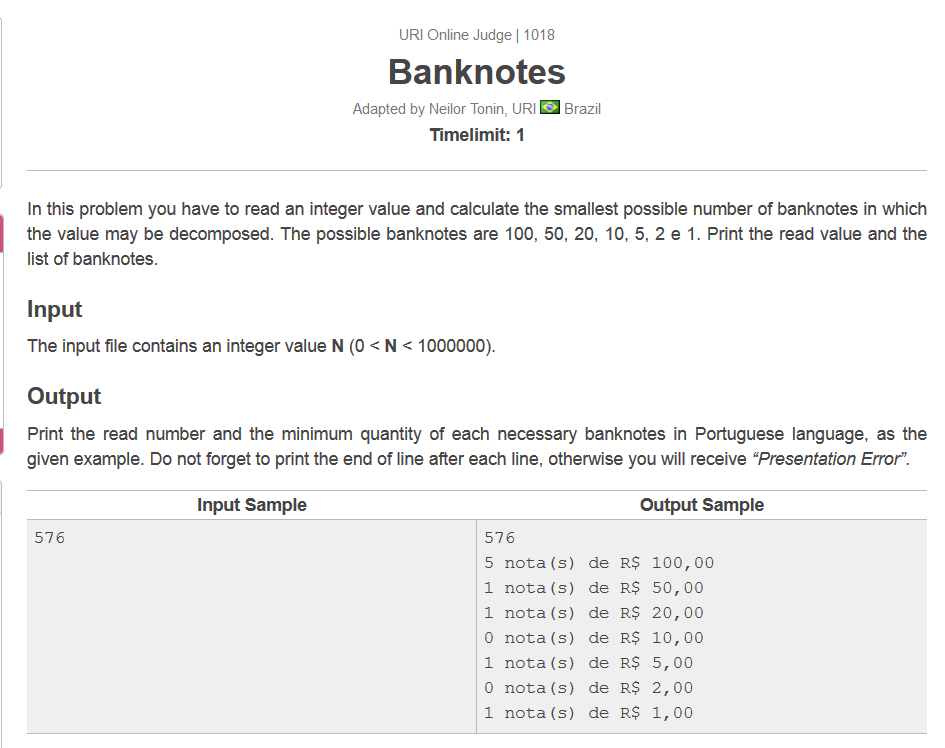 URI Online Judge | 1018
Banknotes
Adapted by Neilor Tonin, URI Brazil
Timelimit: 1
In this problem you have to read an integer value and calculate the smallest possible number of banknotes in which
the value may be decomposed. The possible banknotes are 100, 50, 20, 10, 5, 2 e 1. Print the read value and the
list of banknotes.
Input
The input file contains an integer value N (0 < N < 1000000).
Output
Print the read number and the minimum quantity of each necessary banknotes in Portuguese language, as the
given example. Do not forget to print the end of line after each line, otherwise you will receive “Presentation Error”.
Input Sample Output Sample
576 576
5 nota(s) de R$ 100,00
1 nota(s) de R$ 50,00
1 nota(s) de R$ 20,00
0 nota(s) de R$ 10,00
1 nota(s) de R$ 5,00
0 nota(s) de R$ 2,00
1 nota(s) de R$ 1,00